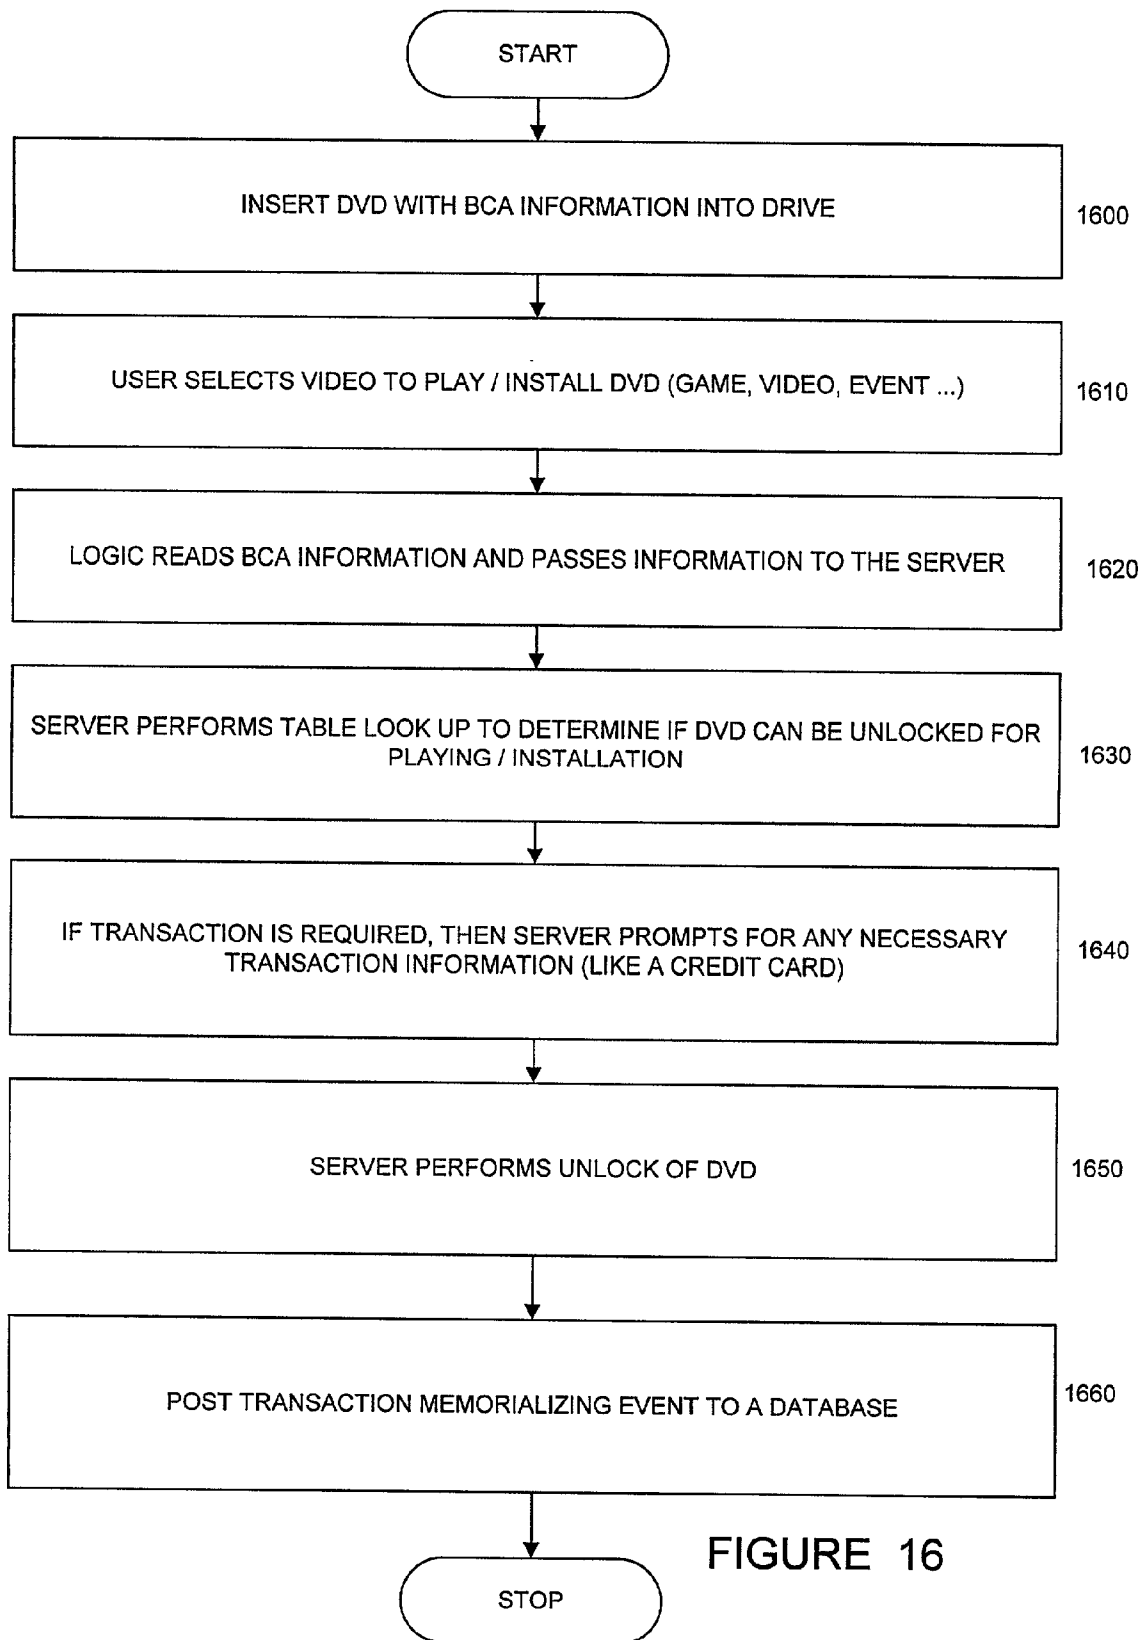 START
INSERT DVD WITH BCA INFORMATION INTO DRIVE
1600
USER SELECTS VIDEO TO PLAY / INSTALL DVD (GAME, VIDEO, EVENT ...)
1610
LOGIC READS BCA INFORMATION AND PASSES INFORMATION TO THE SERVER
1620
SERVER PERFORMS TABLE LOOK UP TO DETERMINE IF DVD CAN BE UNLOCKED FOR
PLAYING / INSTALLATION
1630
IF TRANSACTION IS REQUIRED, THEN SERVER PROMPTS FOR ANY NECESSARY
TRANSACTION INFORMATION (LIKE A CREDIT CARD)
1640
SERVER PERFORMS UNLOCK OF DVD
1650
POST TRANSACTION MEMORIALIZING EVENT TO A DATABASE
1660
FIGURE 16
STOP